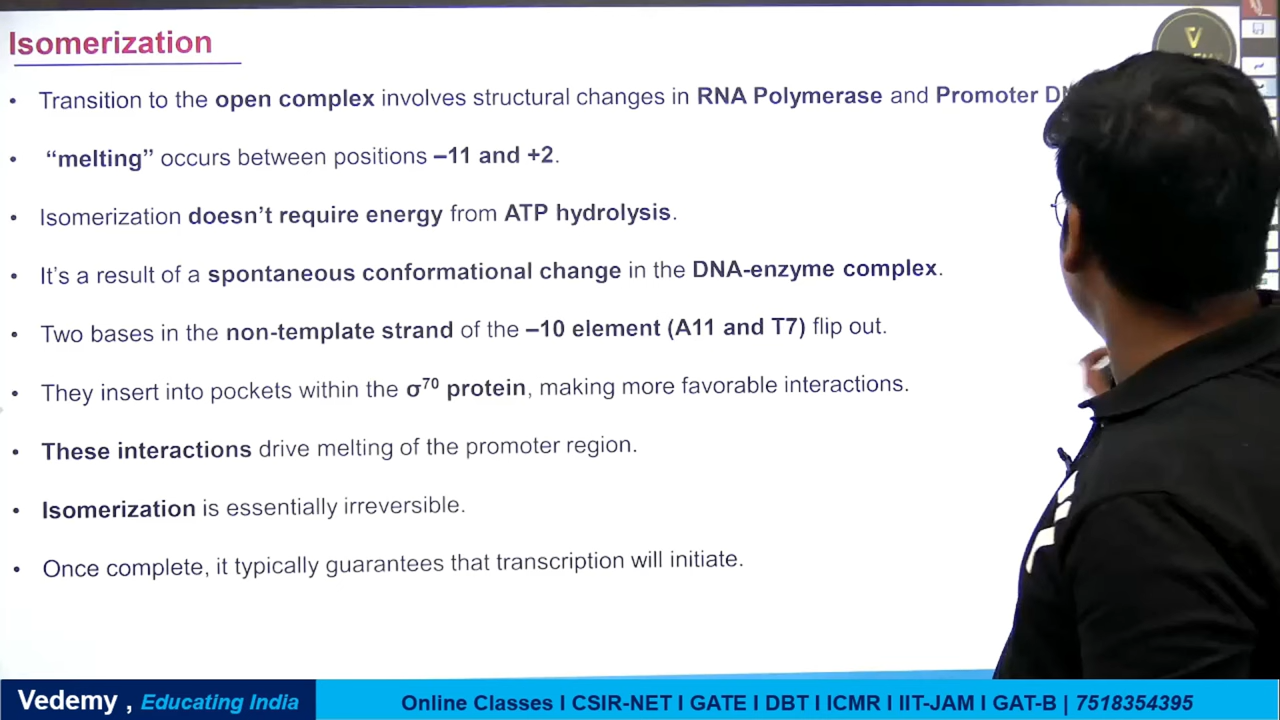 Isomerization
• Transition to the open complex involves structural changes in RNA Polymerase and Promoter
• “melting” occurs between positions –11 and +2.
• Isomerization doesn’t require energy from ATP hydrolysis.
• It’s a result of a spontaneous conformational change in the DNA-enzyme complex.
• Two bases in the non-template strand of the –10 element (A11 and T7) flip out.
• They insert into pockets within the σ⁷⁰ protein, making more favorable interactions.
• These interactions drive melting of the promoter region.
• Isomerization is essentially irreversible.
• Once complete, it typically guarantees that transcription will initiate.
Vedemy , Educating India
Online Classes I CSIR-NET I GATE I DBT I ICMR I IIT-JAM I GAT-B | 7518354395